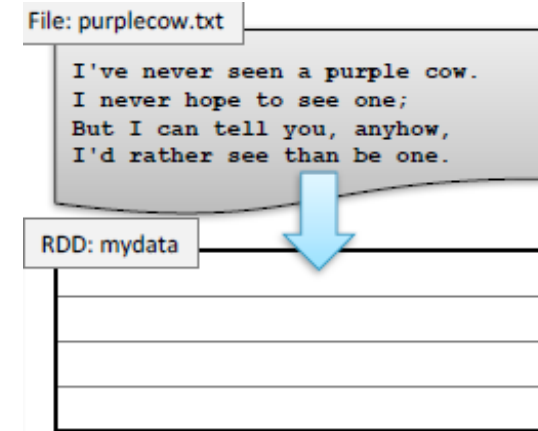 File: purplecow.txt
I've never seen a purple cow.
I never hope to see one;
But I can tell you, anyhow,
I'd rather see than be one.
RDD: mydata